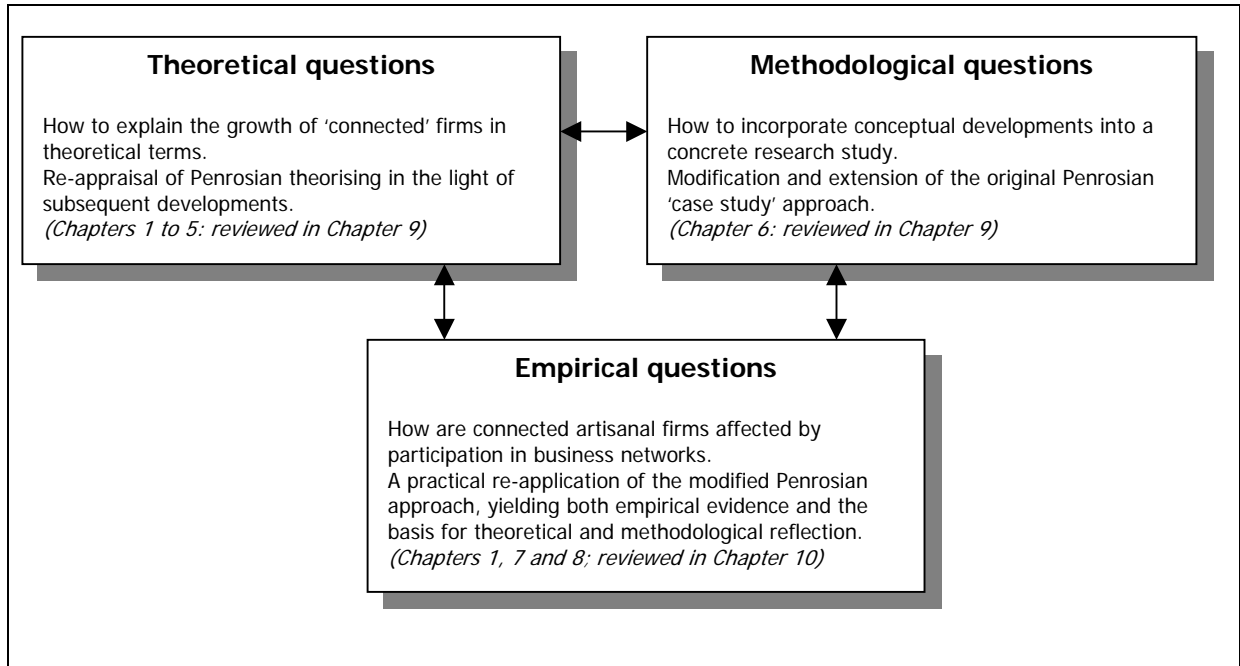 Theoretical questions
How to explain the growth of ‘connected’ firms in
theoretical terms.
Re-appraisal of Penrosian theorising in the light of
subsequent developments.
(Chapters 1 to 5: reviewed in Chapter 9)
Methodological questions
How to incorporate conceptual developments into a
concrete research study.
Modification and extension of the original Penrosian
‘case study’ approach.
(Chapter 6: reviewed in Chapter 9)
Empirical questions
How are connected artisanal firms affected by
participation in business networks.
A practical re-application of the modified Penrosian
approach, yielding both empirical evidence and the
basis for theoretical and methodological reflection.
(Chapters 1, 7 and 8; reviewed in Chapter 10)